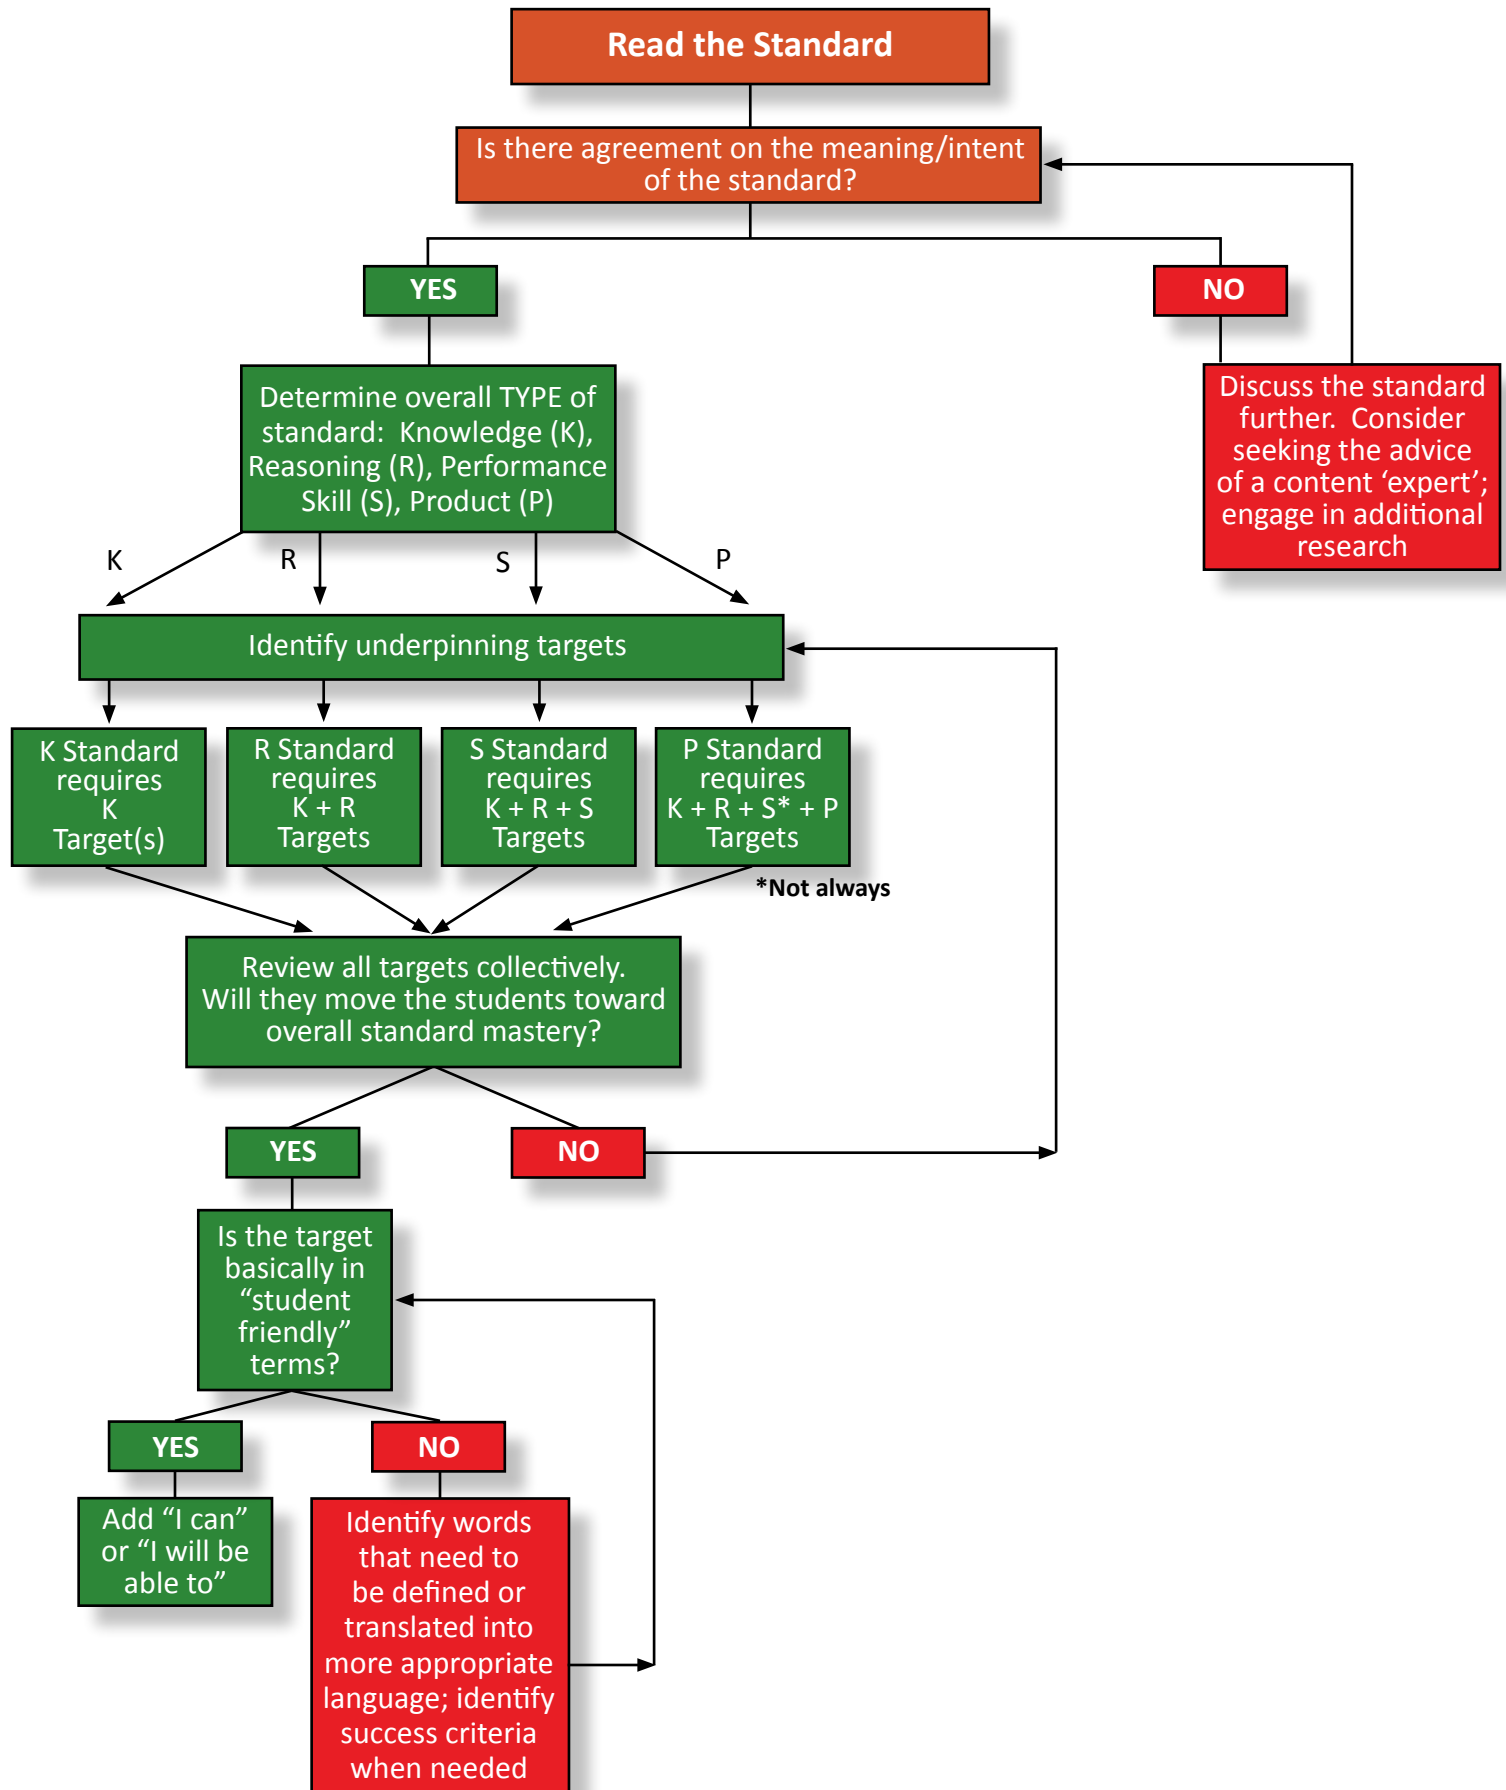 Read the Standard
Is there agreement on the meaning/intent
of the standard?
YES
NO
Determine overall TYPE of
standard:  Knowledge (K),
Reasoning (R), Performance
Skill (S), Product (P)
Discuss the standard
further.  Consider
seeking the advice
of a content ‘expert’;
engage in additional
research
K
R
S
P
Identify underpinning targets
K Standard
requires
K
Target(s)
R Standard
requires
K + R
Targets
S Standard
requires
K + R + S
Targets
P Standard
requires
K + R + S* + P
Targets
*Not always
Review all targets collectively.
Will they move the students toward
overall standard mastery?
YES
NO
Is the target
basically in
“student
friendly”
terms?
YES
NO
Add “I can”
or “I will be
able to”
Identify words
that need to
be defined or
translated into
more appropriate
language; identify
success criteria
when needed